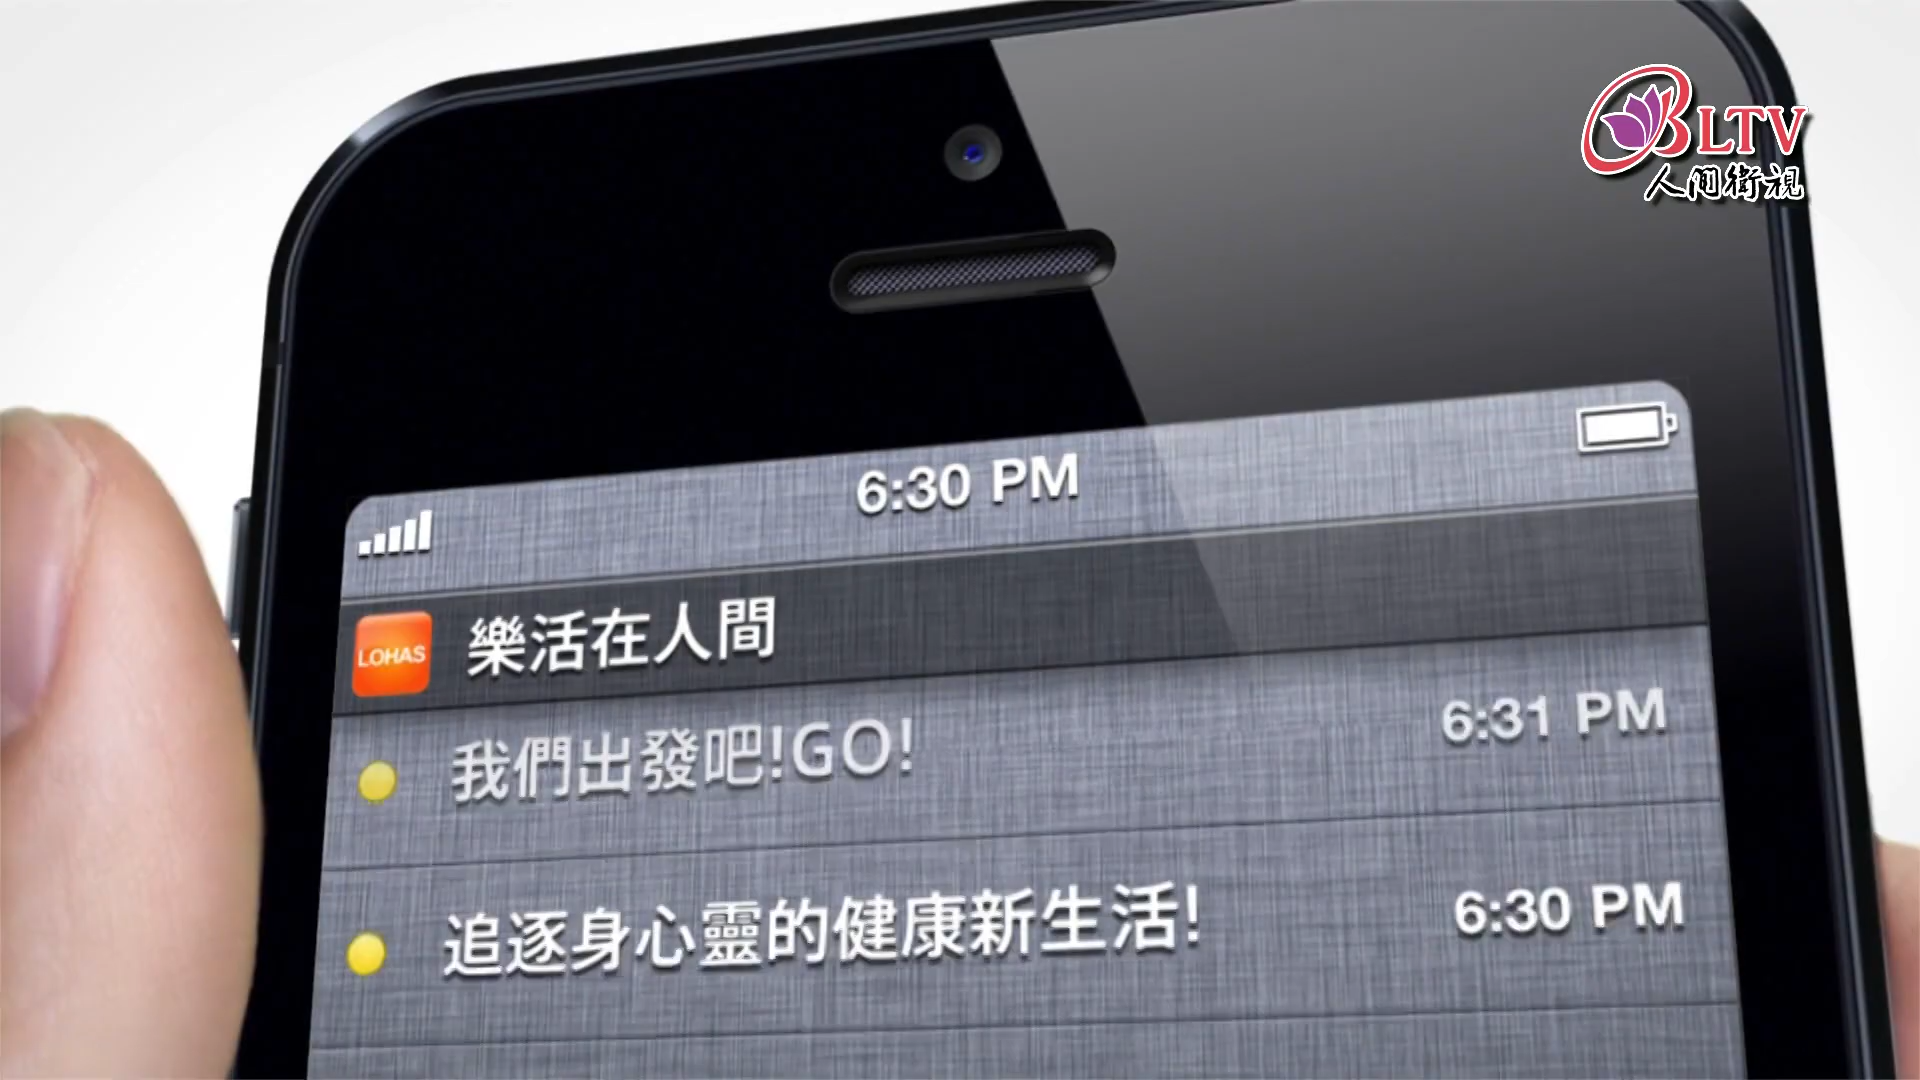 BLTV
人間衛視
6:30 PM
LOHAS 樂活在人間
我們出發吧!GO! 6:31 PM
追逐身心靈的健康新生活! 6:30 PM